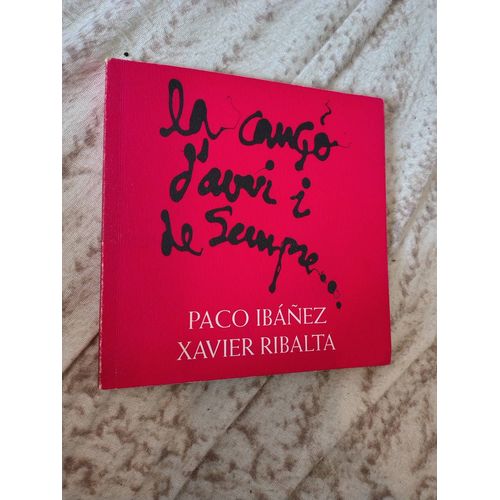 la cançó
d'avui i
de sempre...
PACO IBÁÑEZ
XAVIER RIBALTA